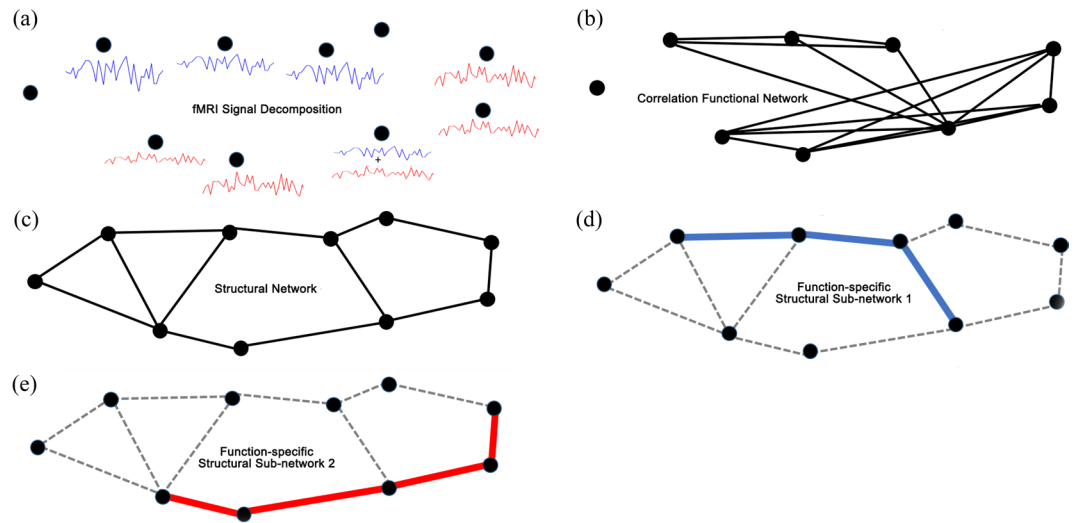 (a)
fMRI Signal Decomposition
+
(b)
Correlation Functional Network
(c)
Structural Network
(d)
Function-specific
Structural Sub-network 1
(e)
Function-specific
Structural Sub-network 2